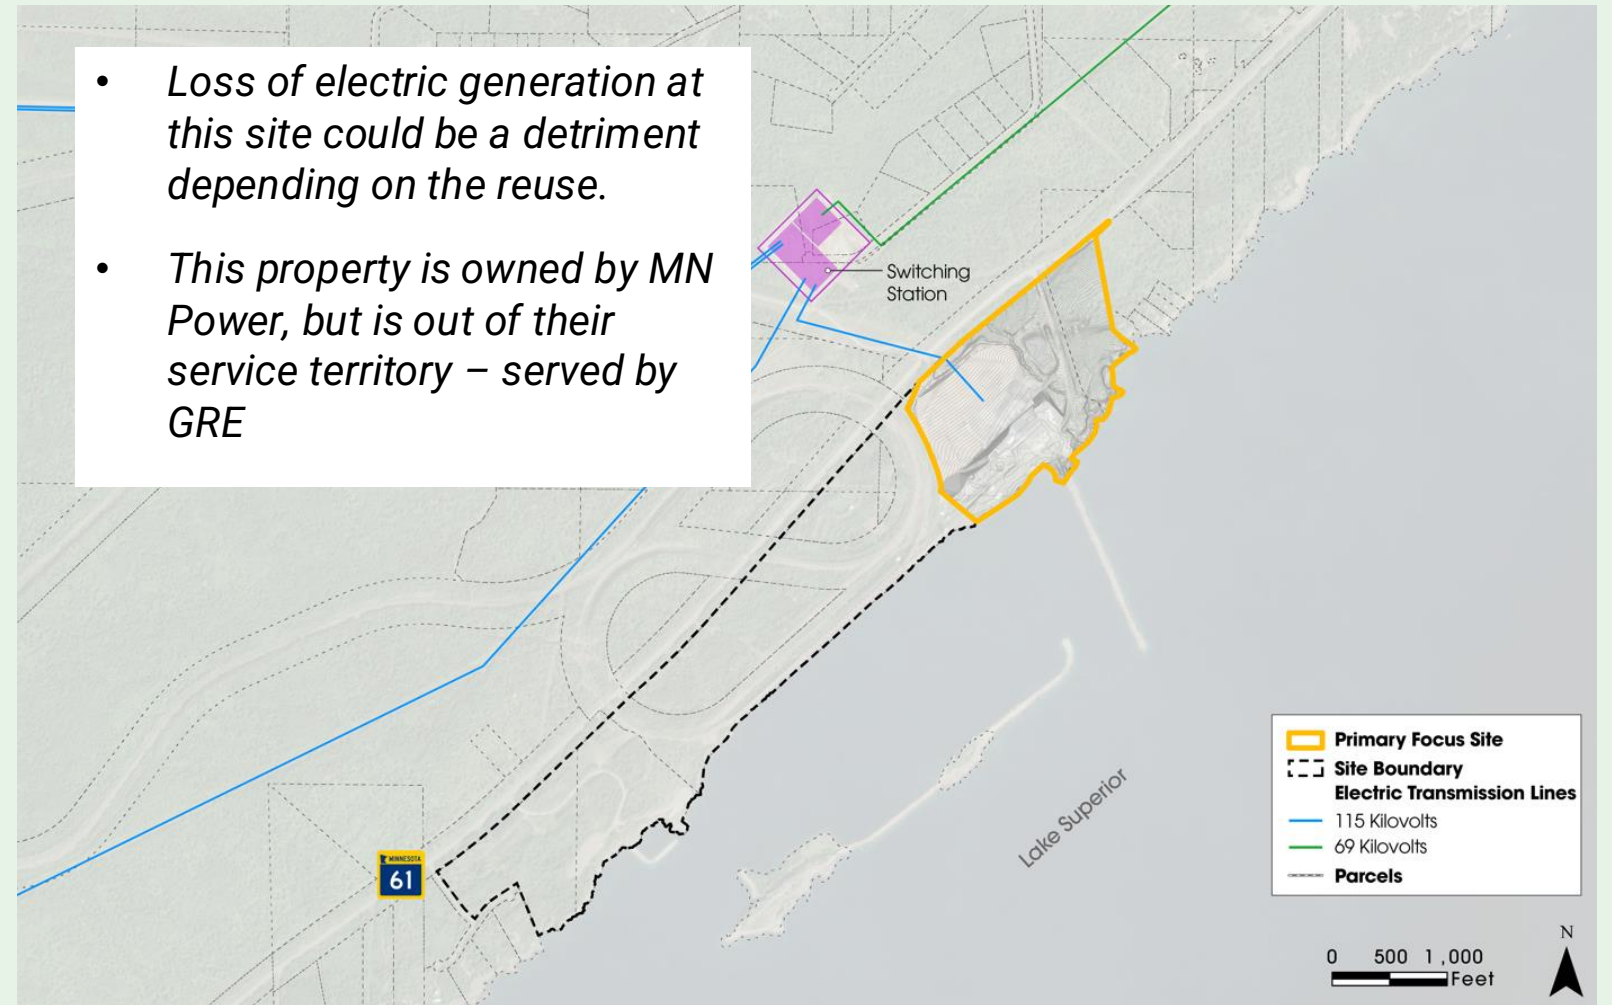 • Loss of electric generation at
this site could be a detriment
depending on the reuse.
• This property is owned by MN
Power, but is out of their
service territory – served by
GRE
Switching
Station
Lake Superior
MINNESOTA
61
Primary Focus Site
Site Boundary
Electric Transmission Lines
115 Kilovolts
69 Kilovolts
Parcels
N
0 500 1,000
Feet